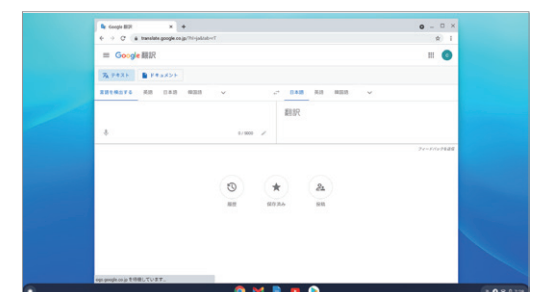 Google 翻訳
translate.google.co.jp/?hl=ja&tab=rT
Google 翻訳
テキスト
ドキュメント
言語を検出する 英語 日本語 韓国語
日本語 英語 韓国語
翻訳
フィードバックを送信
履歴
保存済み
投稿